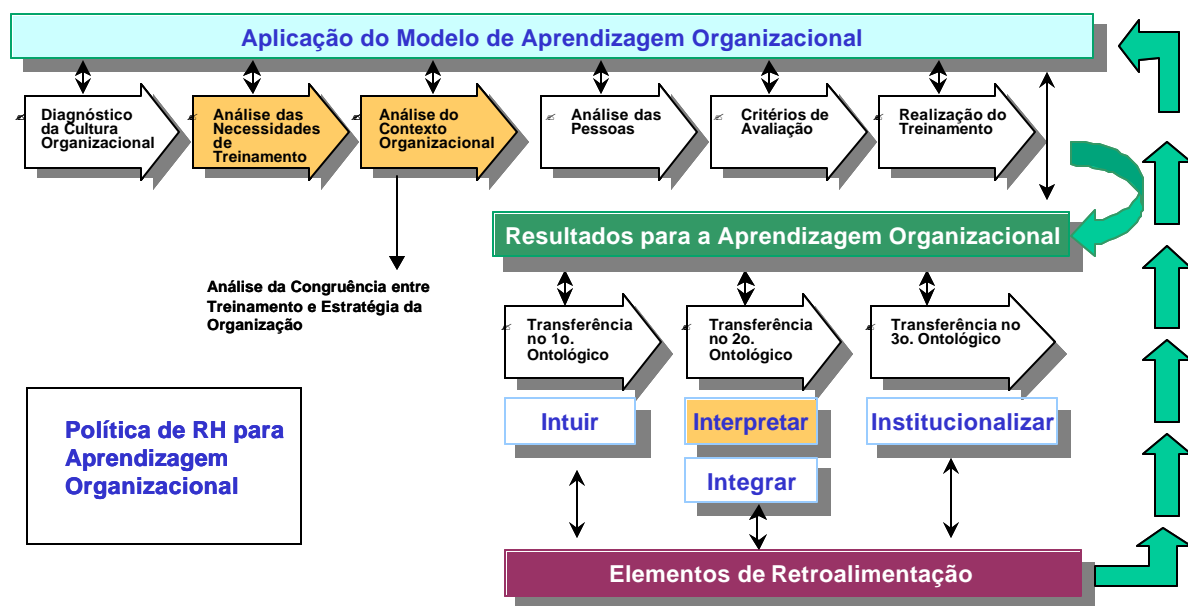 Aplicação do Modelo de Aprendizagem Organizacional
Diagnóstico
da Cultura
Organizacional
Análise das
Necessidades
de
Treinamento
Análise do
Contexto
Organizacional
Análise das
Pessoas
Critérios de
Avaliação
Realização do
Treinamento
Resultados para a Aprendizagem Organizacional
Análise da Congruência entre
Treinamento e Estratégia da
Organização
Transferência
no 1o.
Ontológico
Transferência
no 2o.
Ontológico
Transferência no
3o. Ontológico
Intuir
Interpretar
Institucionalizar
Integrar
Política de RH para
Aprendizagem
Organizacional
Elementos de Retroalimentação